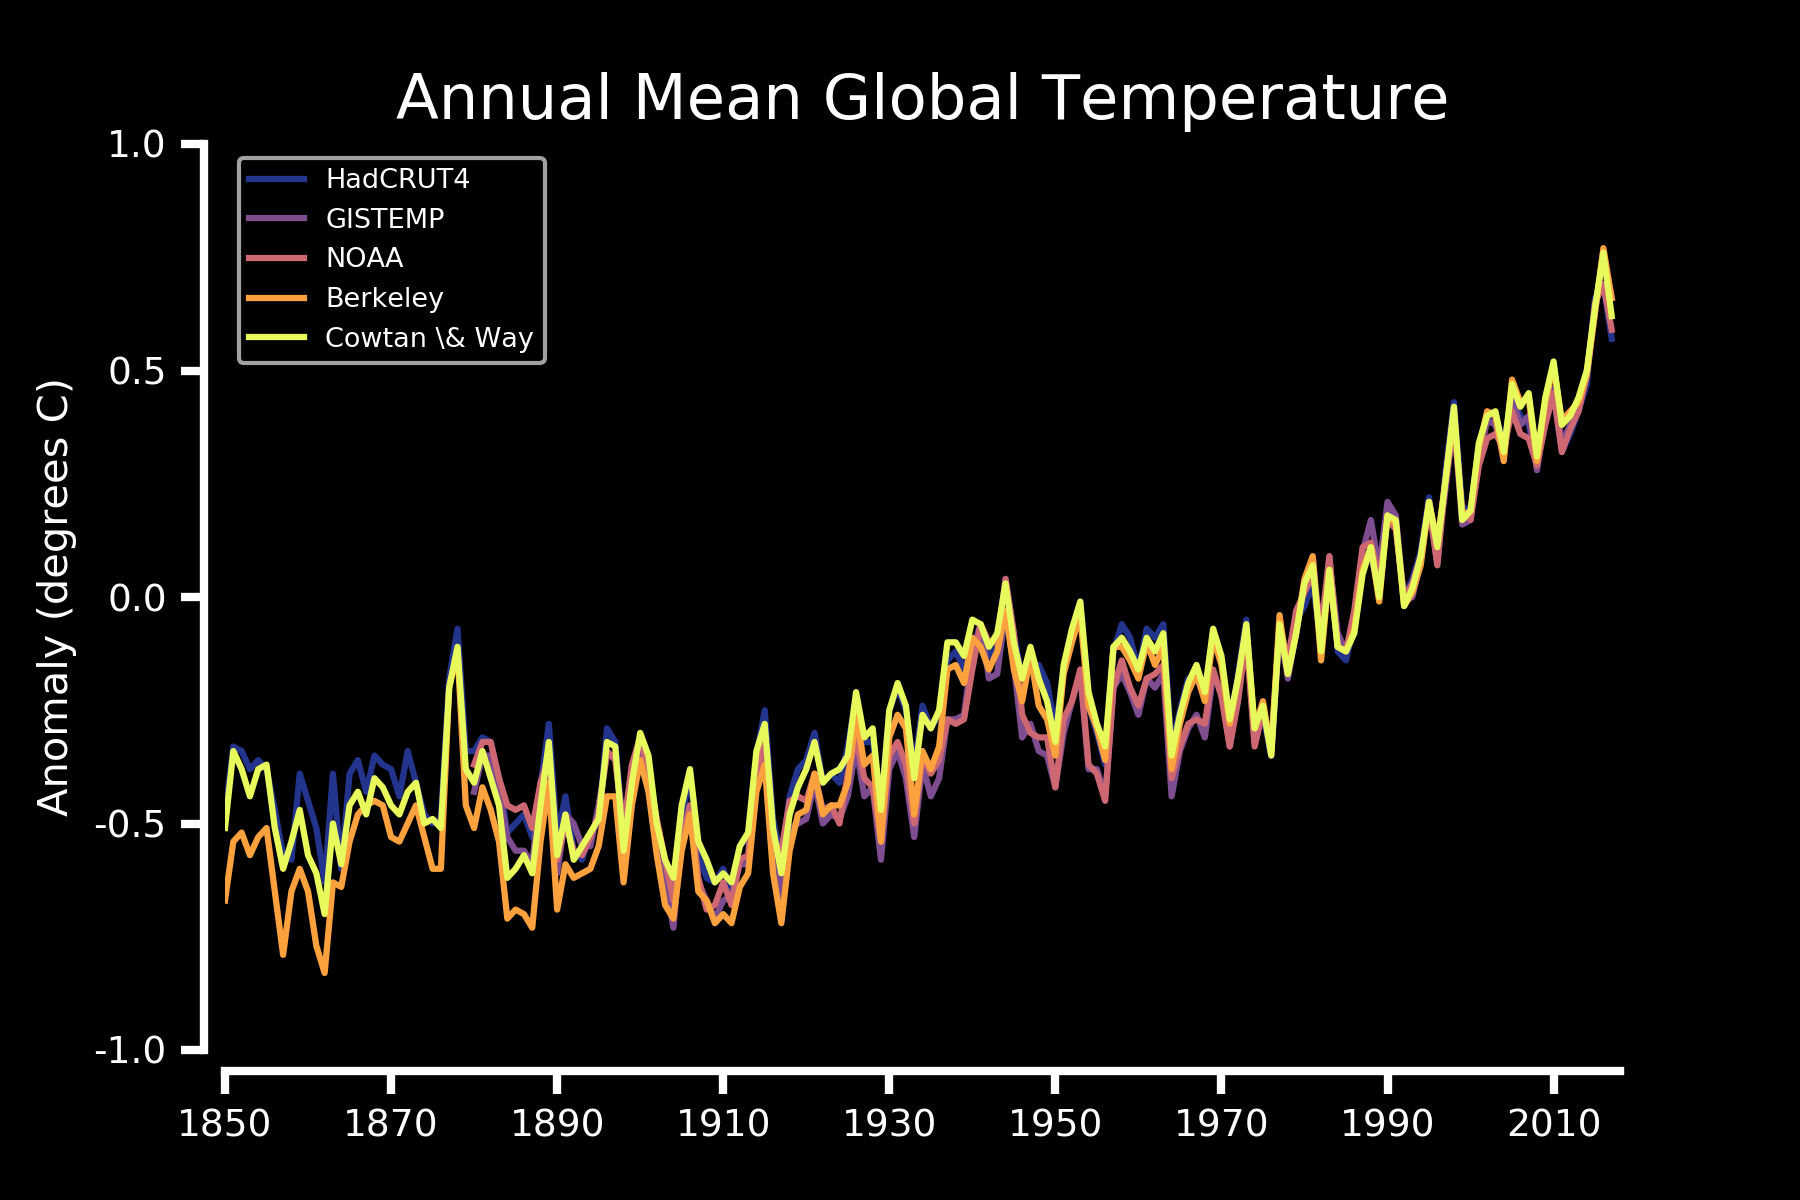 Annual Mean Global Temperature
1.0
0.5
0.0
-0.5
-1.0
Anomaly (degrees C)
HadCRUT4
GISTEMP
NOAA
Berkeley
Cowtan \& Way
1850 1870 1890 1910 1930 1950 1970 1990 2010